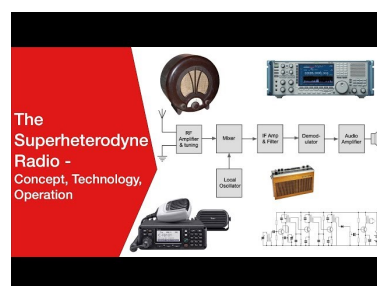 The
Superheterodyne
Radio -
Concept, Technology,
Operation
RF
Amplifier
& tuning
Mixer
IF Amp
& Filter
Demod-
ulator
Audio
Amplifier
Local
Oscillator